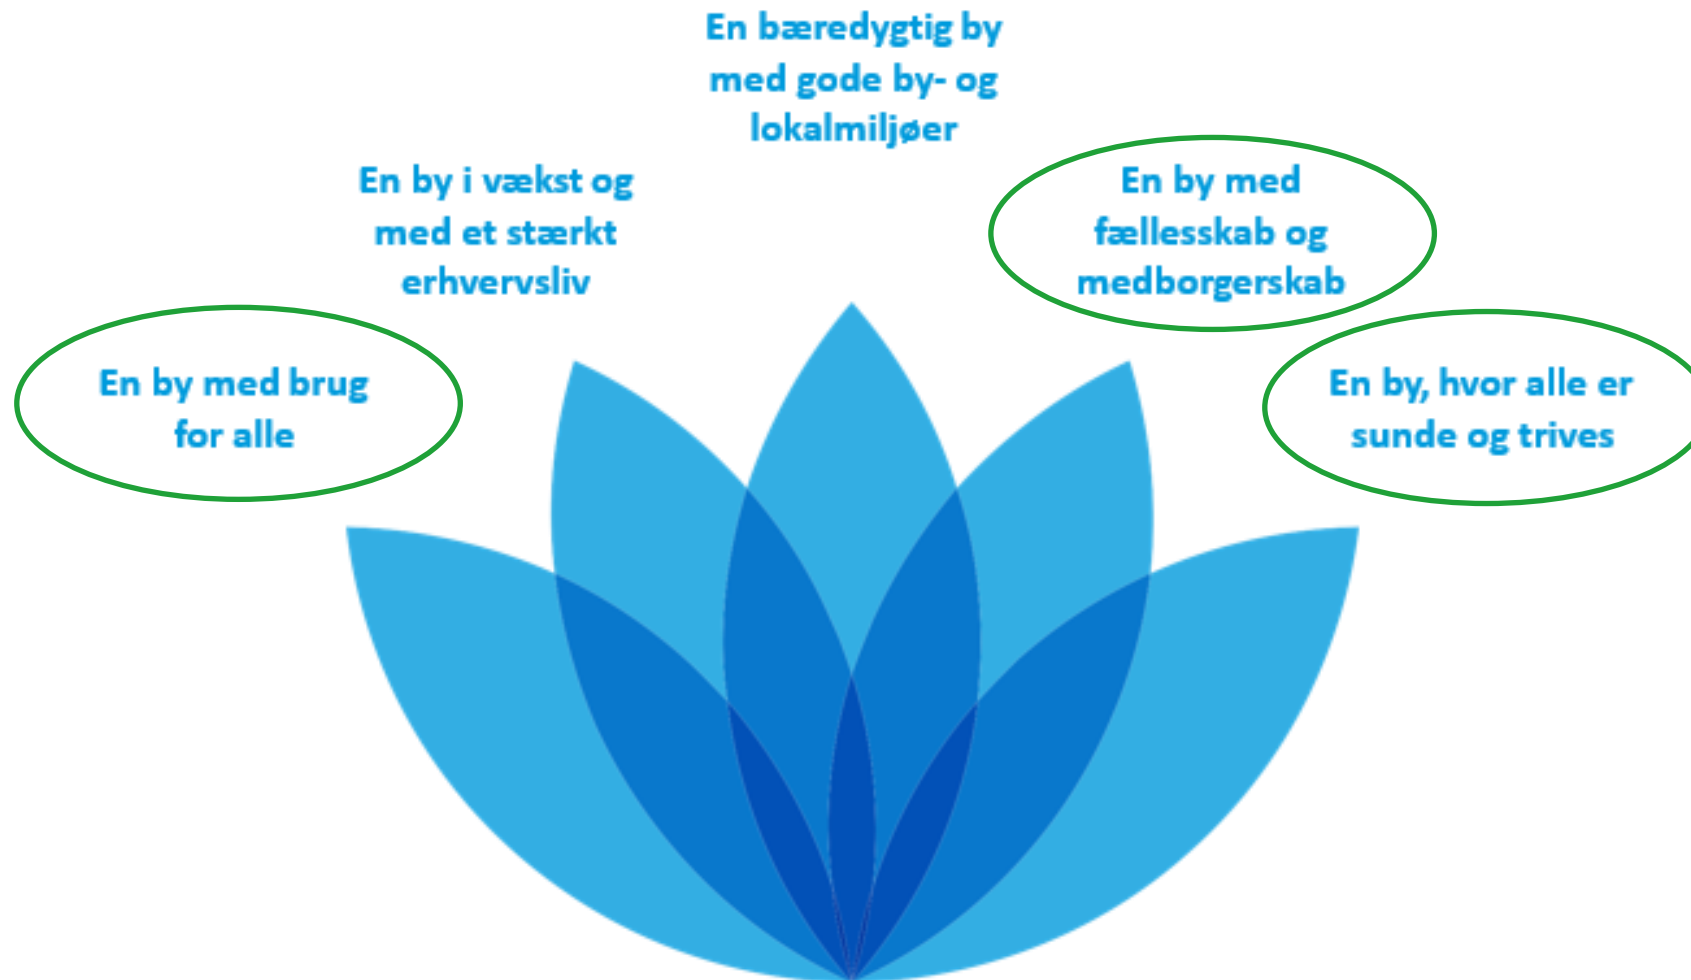 En bæredygtig by
med gode by- og
lokalmiljøer
En by i vækst og
med et stærkt
erhvervsliv
En by med
fællesskab og
medborgerskab
En by med brug
for alle
En by, hvor alle er
sunde og trives